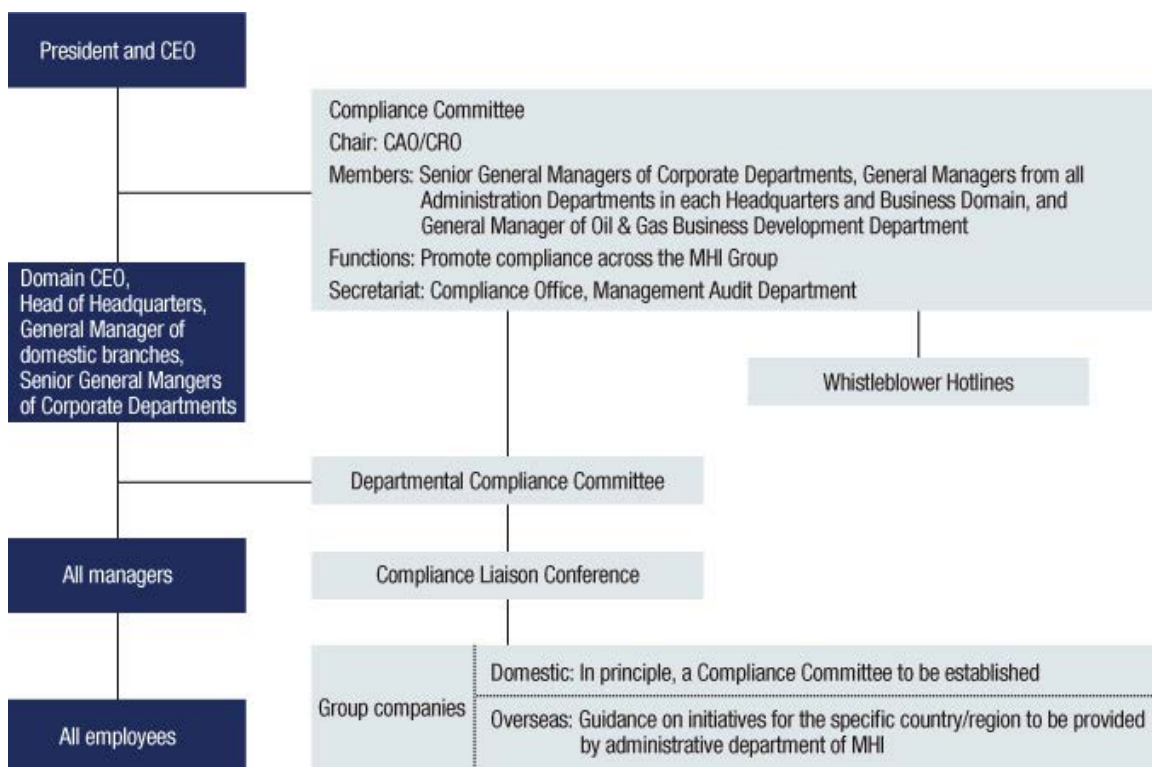 President and CEO
Compliance Committee
Chair: CAO/CRO
Members: Senior General Managers of Corporate Departments, General Managers from all
Administration Departments in each Headquarters and Business Domain, and
General Manager of Oil & Gas Business Development Department
Functions: Promote compliance across the MHI Group
Secretariat: Compliance Office, Management Audit Department
Domain CEO,
Head of Headquarters,
General Manager of
domestic branches,
Senior General Mangers
of Corporate Departments
Whistleblower Hotlines
Departmental Compliance Committee
All managers
Compliance Liaison Conference
Group companies
Domestic: In principle, a Compliance Committee to be established
Overseas: Guidance on initiatives for the specific country/region to be provided
by administrative department of MHI
All employees